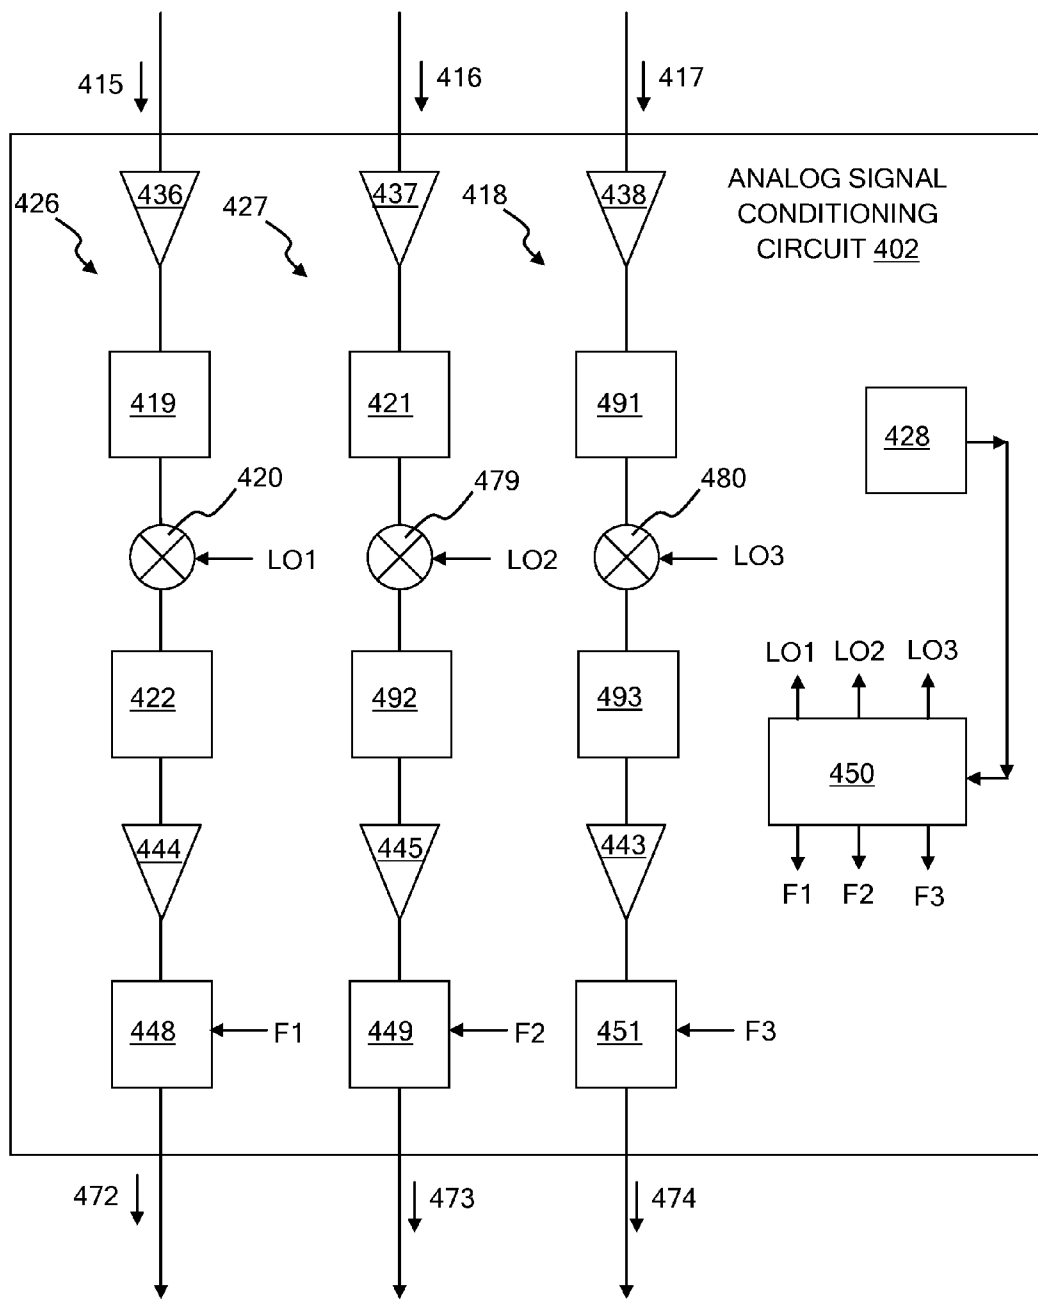 415
416
417
436
437
438
ANALOG SIGNAL
CONDITIONING
CIRCUIT 402
426
427
418
419
421
491
428
420
479
480
LO1
LO2
LO3
LO1
LO2
LO3
422
492
493
450
444
445
443
F1
F2
F3
448
F1
449
F2
451
F3
472
473
474